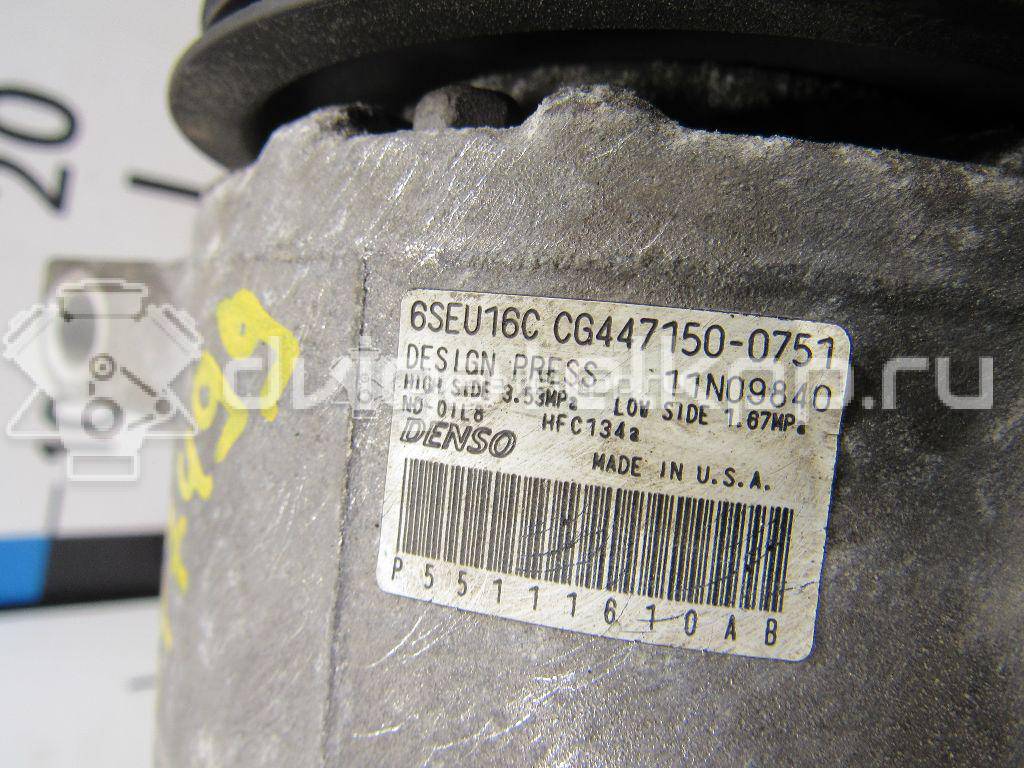 20
6SEU16C CG447150-0751
DESIGN PRESS 11N09840
HIGH SIDE 3.53MPa LOW SIDE 1.67MPa
ND-OIL8 HFC134a
DENSO
MADE IN U.S.A.
P55111610AB